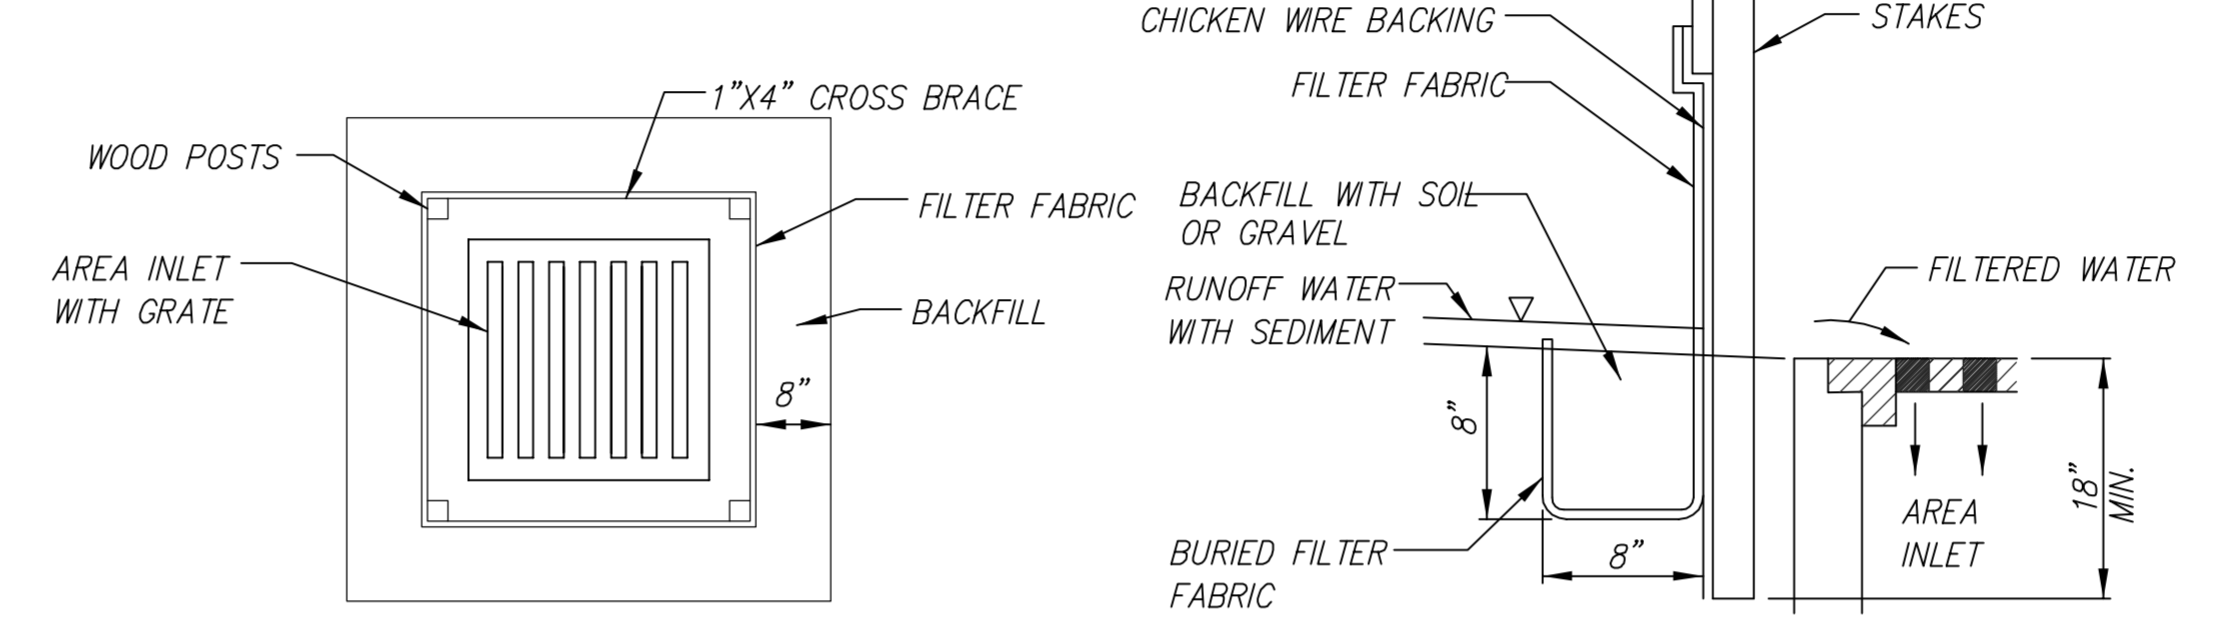 1"X4" CROSS BRACE
WOOD POSTS
FILTER FABRIC
AREA INLET
WITH GRATE
BACKFILL
8"
CHICKEN WIRE BACKING
STAKES
FILTER FABRIC
BACKFILL WITH SOIL
OR GRAVEL
RUNOFF WATER
WITH SEDIMENT
FILTERED WATER
8"
18"
MIN.
AREA
INLET
BURIED FILTER
FABRIC
8"